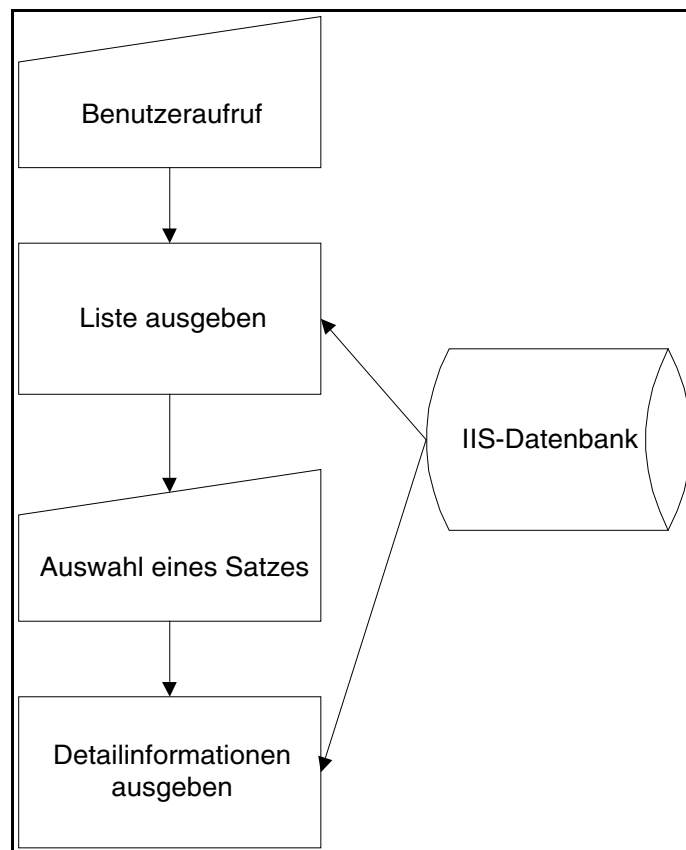 Benutzeraufruf
Liste ausgeben
IIS-Datenbank
Auswahl eines Satzes
Detailinformationen
ausgeben